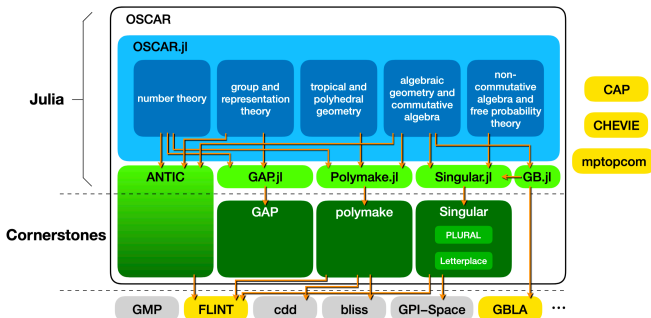 OSCAR
OSCAR.jl
number theory
group and
representation
theory
tropical and
polyhedral
geometry
algebraic
geometry and
commutative
algebra
non-
commutative
algebra and
free probability
theory
Julia
CAP
CHEVIE
mptopcom
ANTIC
GAP.jl
Polymake.jl
Singular.jl
GB.jl
Cornerstones
GAP
polymake
Singular
PLURAL
Letterplace
GMP
FLINT
cdd
bliss
GPI-Space
GBLA
...